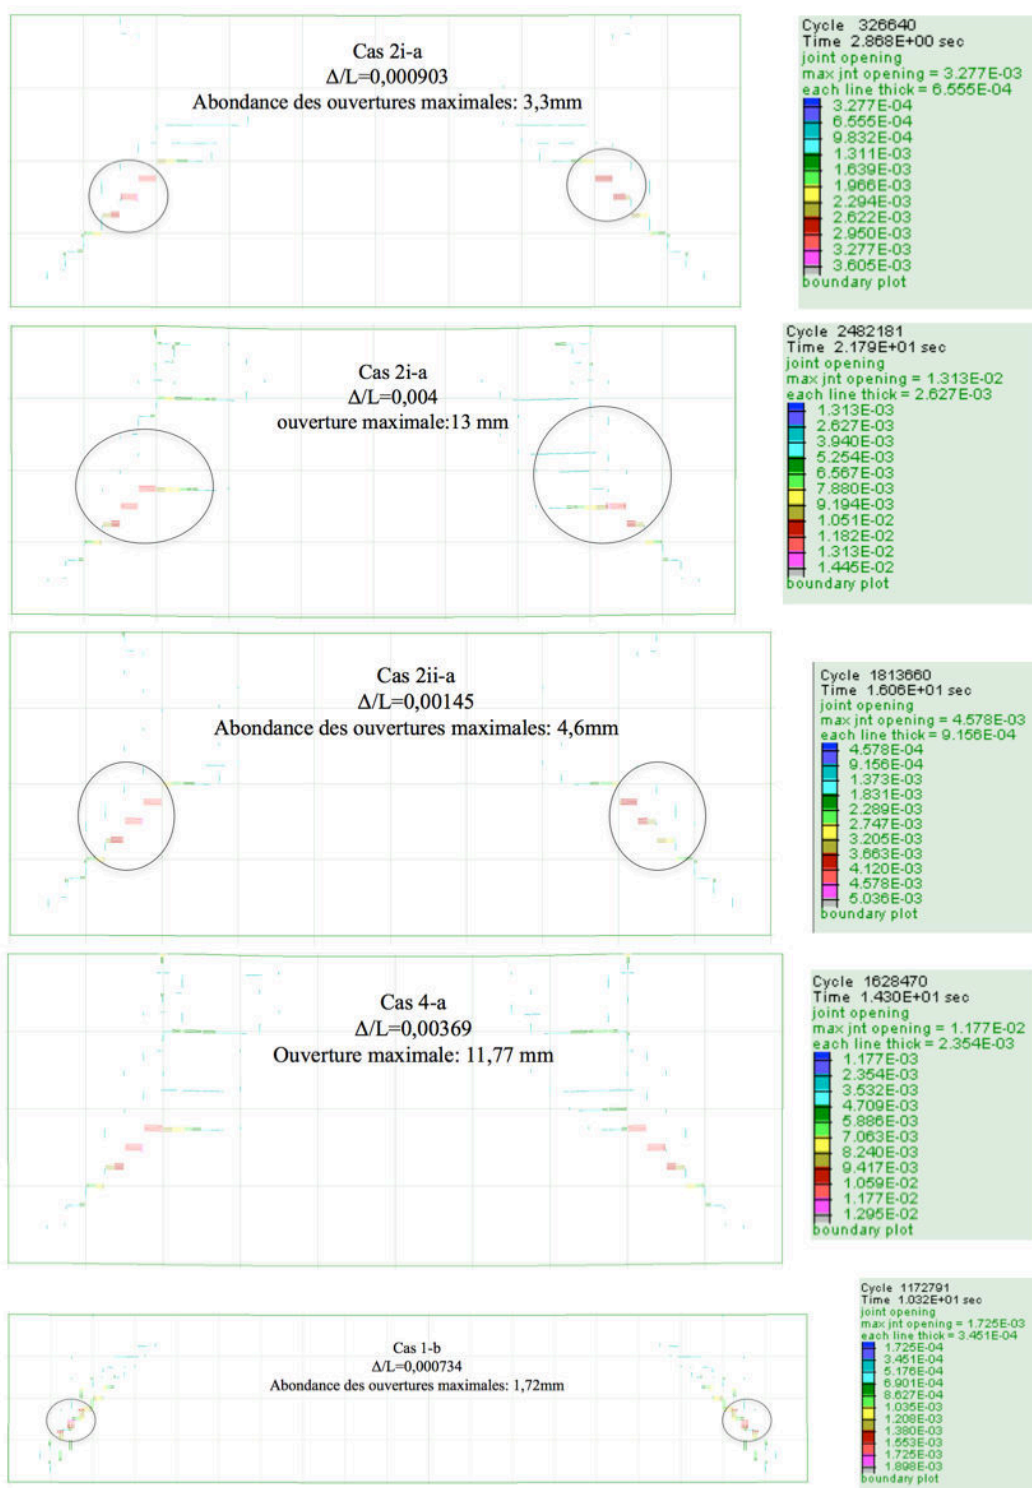 Cas 2i-a
Δ/L=0,000903
Abondance des ouvertures maximales: 3,3mm
Cycle 326640
Time 2.868E+00 sec
joint opening
max jnt opening = 3.277E-03
each line thick = 6.555E-04
3.277E-04
6.555E-04
9.832E-04
1.311E-03
1.639E-03
1.966E-03
2.294E-03
2.622E-03
2.950E-03
3.277E-03
3.605E-03
boundary plot
Cas 2i-a
Δ/L=0,004
ouverture maximale:13 mm
Cycle 2482181
Time 2.179E+01 sec
joint opening
max jnt opening = 1.313E-02
each line thick = 2.627E-03
1.313E-03
2.627E-03
3.940E-03
5.254E-03
6.567E-03
7.880E-03
9.194E-03
1.051E-02
1.182E-02
1.313E-02
1.445E-02
boundary plot
Cas 2ii-a
Δ/L=0,00145
Abondance des ouvertures maximales: 4,6mm
Cycle 1813660
Time 1.606E+01 sec
joint opening
max jnt opening = 4.578E-03
each line thick = 9.156E-04
4.578E-04
9.156E-04
1.373E-03
1.831E-03
2.289E-03
2.747E-03
3.205E-03
3.663E-03
4.120E-03
4.578E-03
5.036E-03
boundary plot
Cas 4-a
Δ/L=0,00369
Ouverture maximale: 11,77 mm
Cycle 1628470
Time 1.430E+01 sec
joint opening
max jnt opening = 1.177E-02
each line thick = 2.354E-03
1.177E-03
2.354E-03
3.532E-03
4.709E-03
5.886E-03
7.063E-03
8.240E-03
9.417E-03
1.059E-02
1.177E-02
1.295E-02
boundary plot
Cas 1-b
Δ/L=0,000734
Abondance des ouvertures maximales: 1,72mm
Cycle 1172791
Time 1.032E+01 sec
joint opening
max jnt opening = 1.725E-03
each line thick = 3.451E-04
1.725E-04
3.451E-04
5.176E-04
6.901E-04
8.627E-04
1.035E-03
1.208E-03
1.380E-03
1.553E-03
1.725E-03
1.898E-03
boundary plot